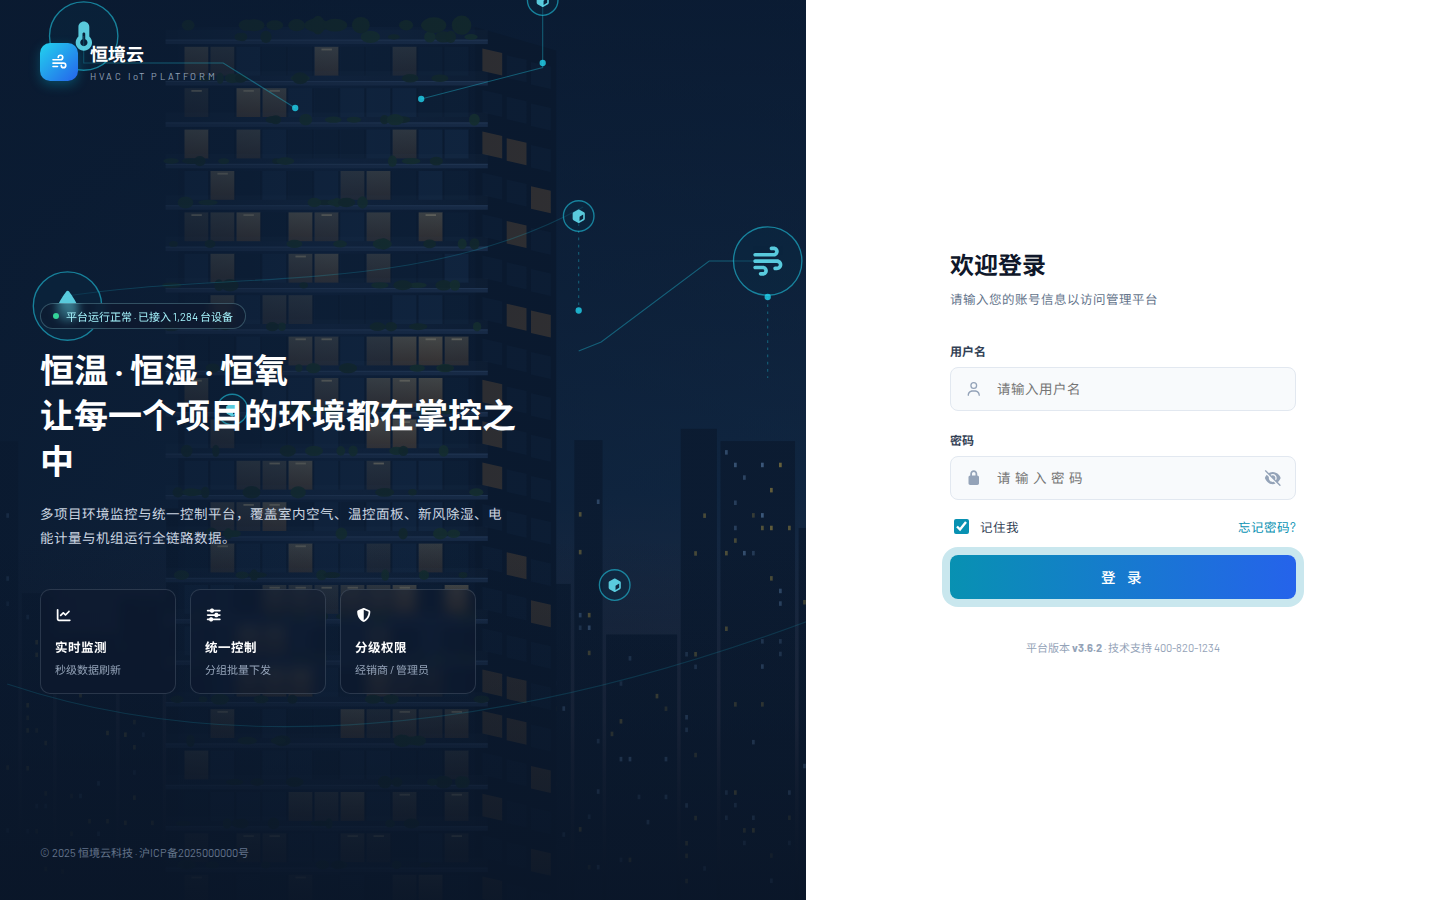 恒境云
HVAC IoT PLATFORM
平台运行正常 · 已接入 1,284 台设备
恒温 · 恒湿 · 恒氧
让每一个项目的环境都在掌控之
中
多项目环境监控与统一控制平台，覆盖室内空气、温控面板、新风除湿、电
能计量与机组运行全链路数据。
实时监测
秒级数据刷新
统一控制
分组批量下发
分级权限
经销商 / 管理员
© 2025 恒境云科技 · 沪ICP备2025000000号
欢迎登录
请输入您的账号信息以访问管理平台
用户名
请输入用户名
密码
请输入密码
记住我
忘记密码?
登 录
平台版本 v3.6.2 · 技术支持 400-820-1234